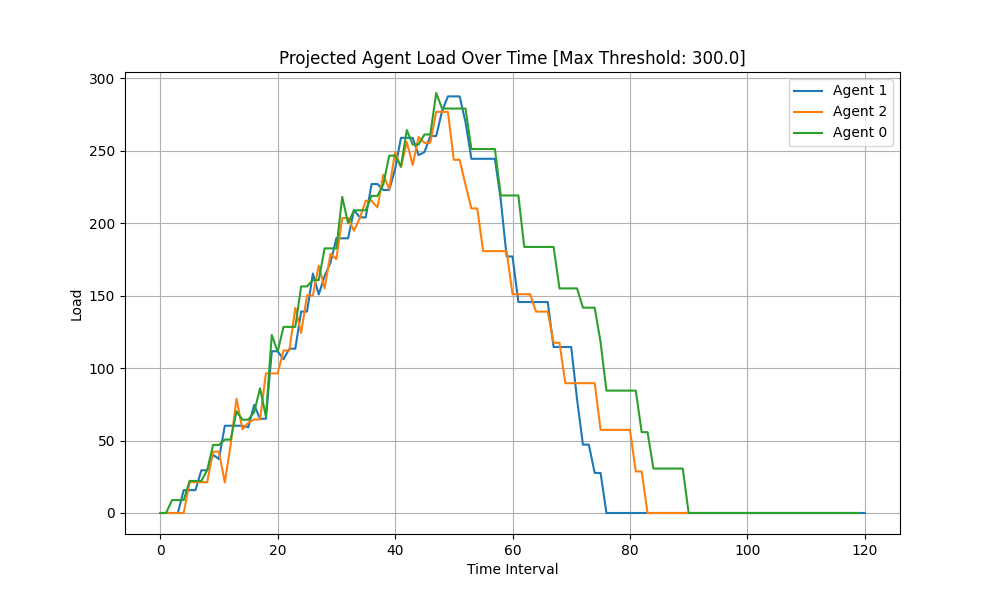 Projected Agent Load Over Time [Max Threshold: 300.0]
300
250
200
150
100
50
0
Load
Agent 1
Agent 2
Agent 0
0 20 40 60 80 100 120
Time Interval